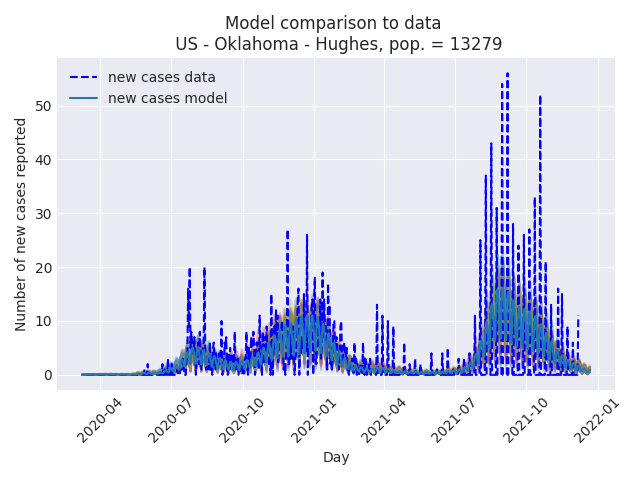 Model comparison to data
US - Oklahoma - Hughes, pop. = 13279
new cases data
new cases model
Number of new cases reported
50
40
30
20
10
0
2020-04
2020-07
2020-10
2021-01
2021-04
2021-07
2021-10
2022-01
Day